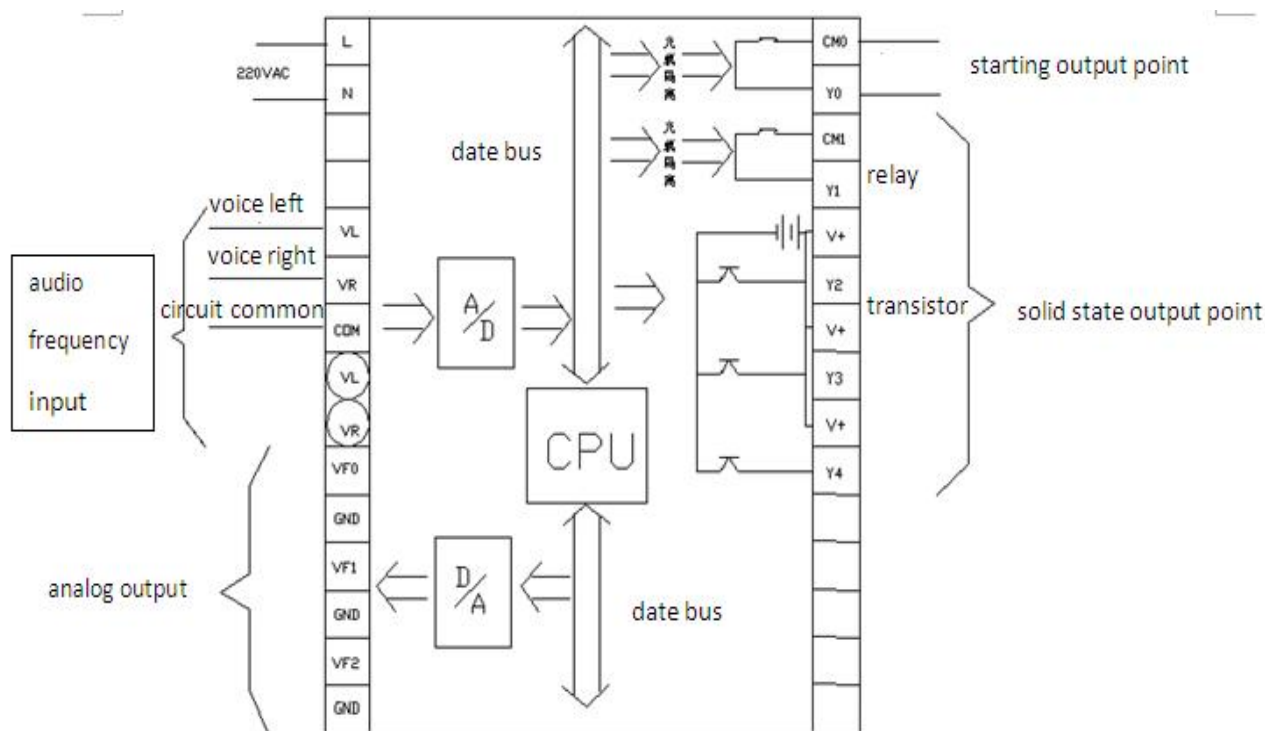 L
220VAC
N
CM0
Y0
starting output point
date bus
CM1
Y1
relay
voice left
VL
voice right
VR
circuit common
COM
VL
VR
audio
frequency
input
A/D
V+
Y2
V+
Y3
V+
Y4
transistor
solid state output point
CPU
VF0
GND
VF1
GND
VF2
GND
analog output
D/A
date bus